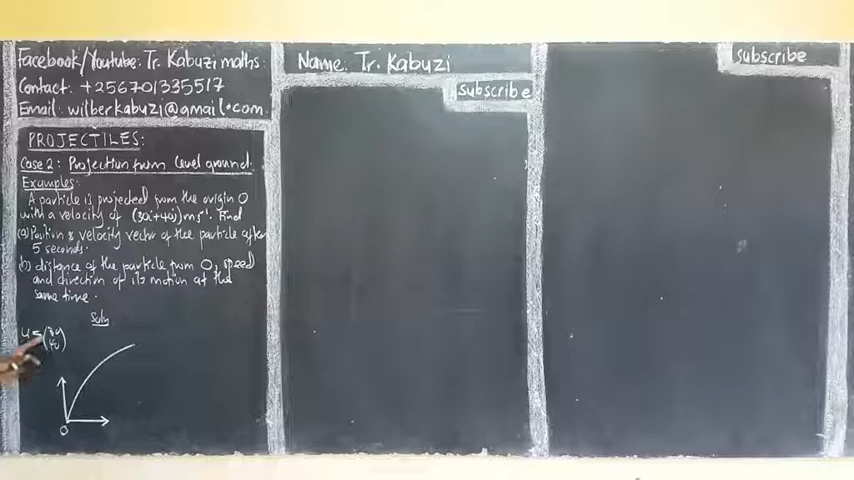 Facebook/Youtube: Tr. Kabuzi maths
Contact: +256701335517
Email: wilberkabuzi@gmail.com
PROJECTILES:
Case 2: Projection from level ground.
Examples:
A particle is projected from the origin O
with a velocity of (30i+40j)ms⁻¹. Find
(a) Position & velocity vector of the particle after
5 seconds.
(b) distance of the particle from O, speed
and direction of its motion at the
same time.
Soln
u = (30
40)
O
Name: Tr. Kabuzi
subscribe
subscribe